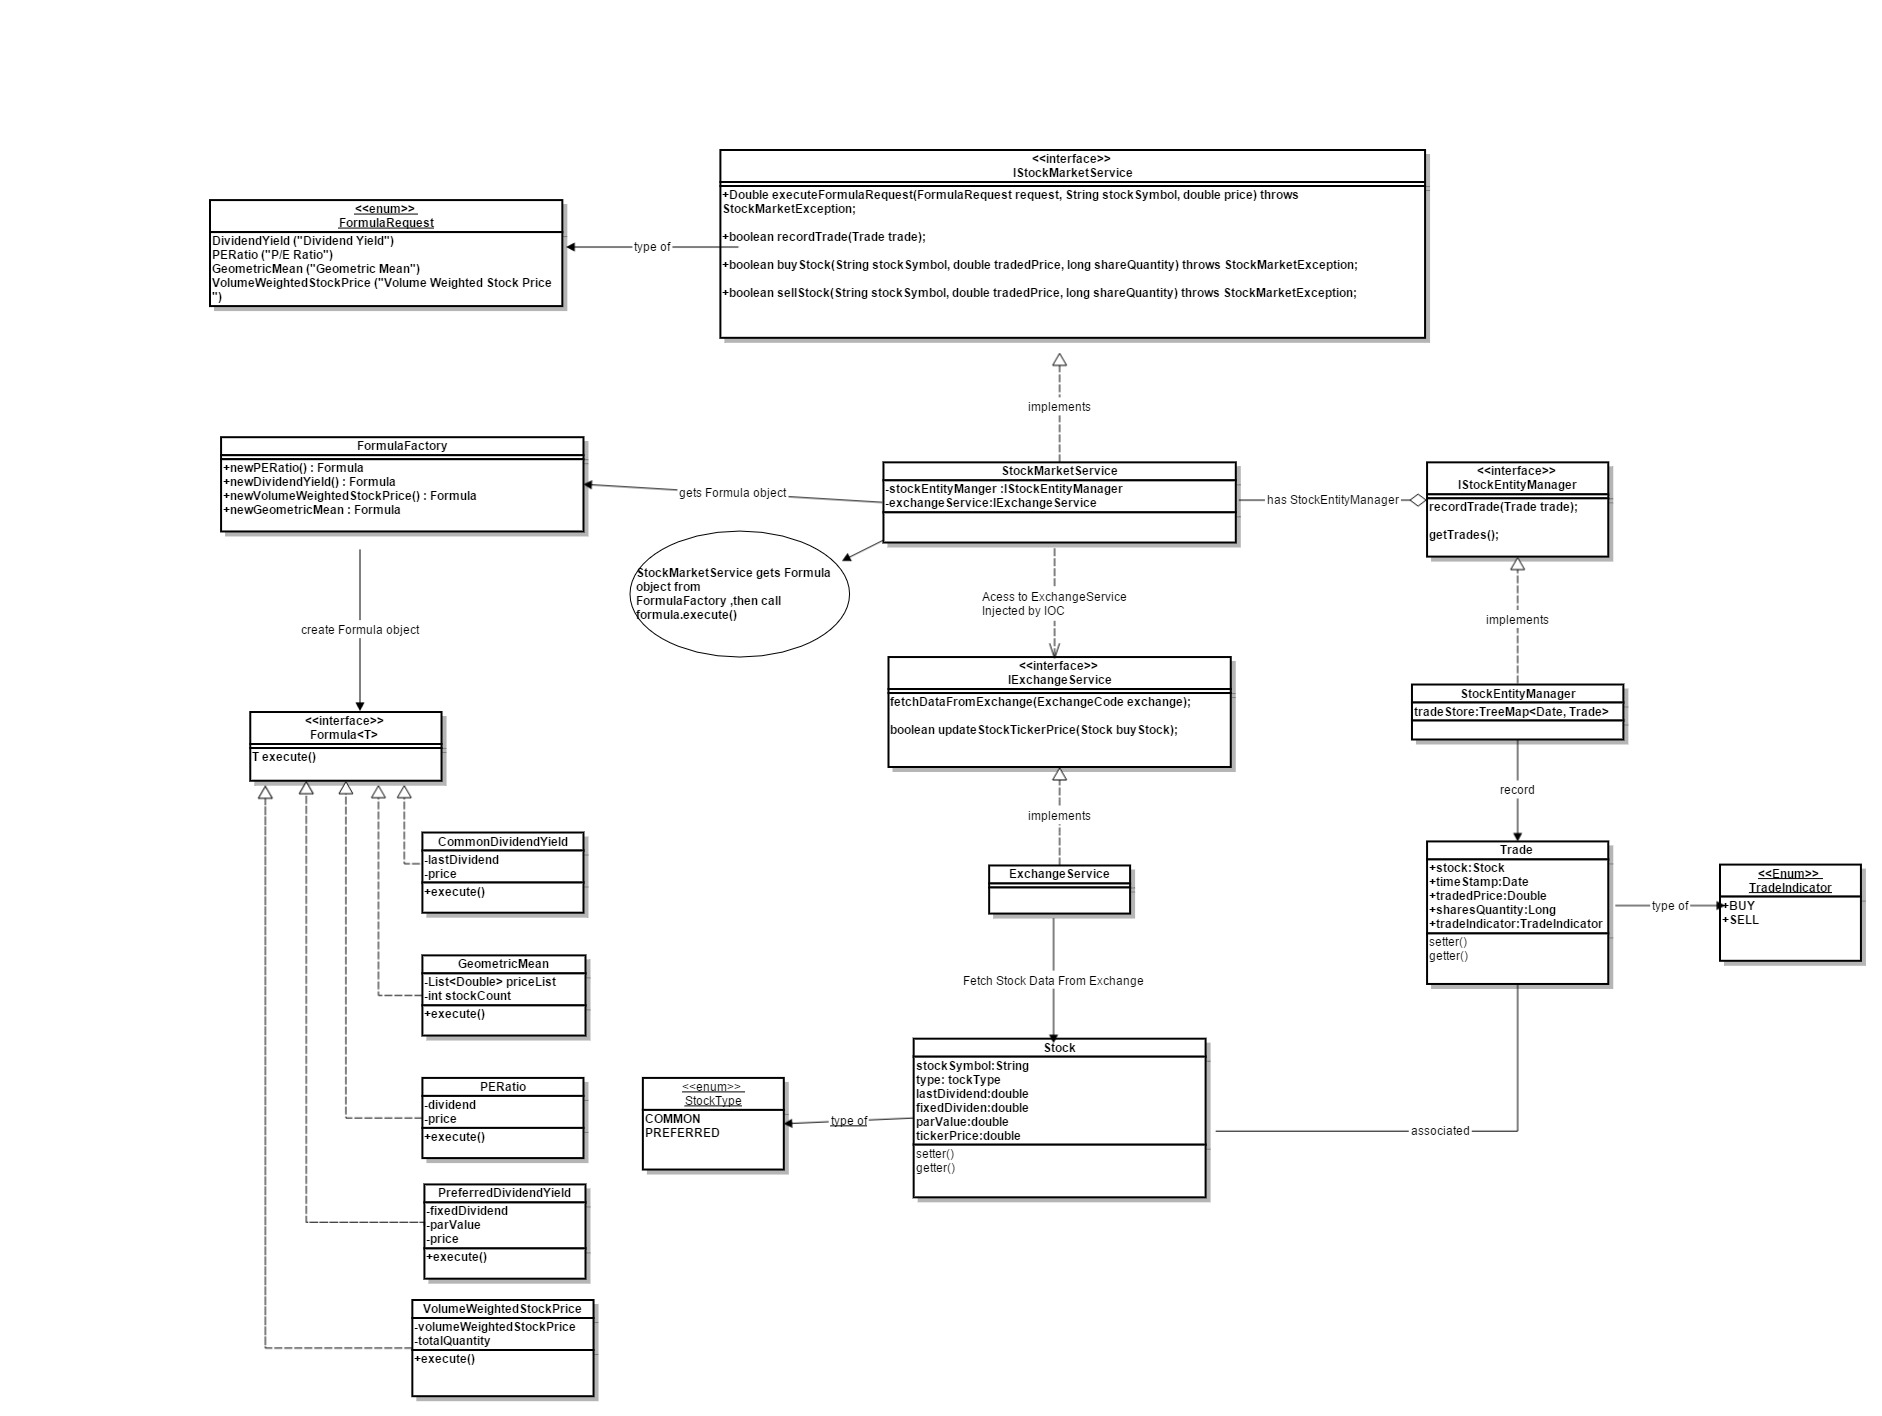 <<interface>>
IStockMarketService
+Double executeFormulaRequest(FormulaRequest request, String stockSymbol, double price) throws
StockMarketException;
+boolean recordTrade(Trade trade);
+boolean buyStock(String stockSymbol, double tradedPrice, long shareQuantity) throws StockMarketException;
+boolean sellStock(String stockSymbol, double tradedPrice, long shareQuantity) throws StockMarketException;
<<enum>>
FormulaRequest
DividendYield ("Dividend Yield")
PERatio ("P/E Ratio")
GeometricMean ("Geometric Mean")
VolumeWeightedStockPrice ("Volume Weighted Stock Price
")
type of
implements
FormulaFactory
+newPERatio() : Formula
+newDividendYield() : Formula
+newVolumeWeightedStockPrice() : Formula
+newGeometricMean : Formula
gets Formula object
StockMarketService
-stockEntityManger :IStockEntityManager
-exchangeService:IExchangeService
has StockEntityManager
<<interface>>
IStockEntityManager
recordTrade(Trade trade);
getTrades();
StockMarketService gets Formula
object from
FormulaFactory ,then call
formula.execute()
Acess to ExchangeService
Injected by IOC
implements
create Formula object
<<interface>>
IExchangeService
fetchDataFromExchange(ExchangeCode exchange);
boolean updateStockTickerPrice(Stock buyStock);
StockEntityManager
tradeStore:TreeMap<Date, Trade>
<<interface>>
Formula<T>
T execute()
implements
record
CommonDividendYield
-lastDividend
-price
+execute()
ExchangeService
Trade
+stock:Stock
+timeStamp:Date
+tradedPrice:Double
+sharesQuantity:Long
+tradeIndicator:TradeIndicator
setter()
getter()
type of
<<Enum>>
TradeIndicator
+BUY
+SELL
GeometricMean
-List<Double> priceList
-int stockCount
+execute()
Fetch Stock Data From Exchange
PERatio
-dividend
-price
+execute()
<<enum>>
StockType
COMMON
PREFERRED
type of
Stock
stockSymbol:String
type: tockType
lastDividend:double
fixedDividen:double
parValue:double
tickerPrice:double
setter()
getter()
associated
PreferredDividendYield
-fixedDividend
-parValue
-price
+execute()
VolumeWeightedStockPrice
-volumeWeightedStockPrice
-totalQuantity
+execute()